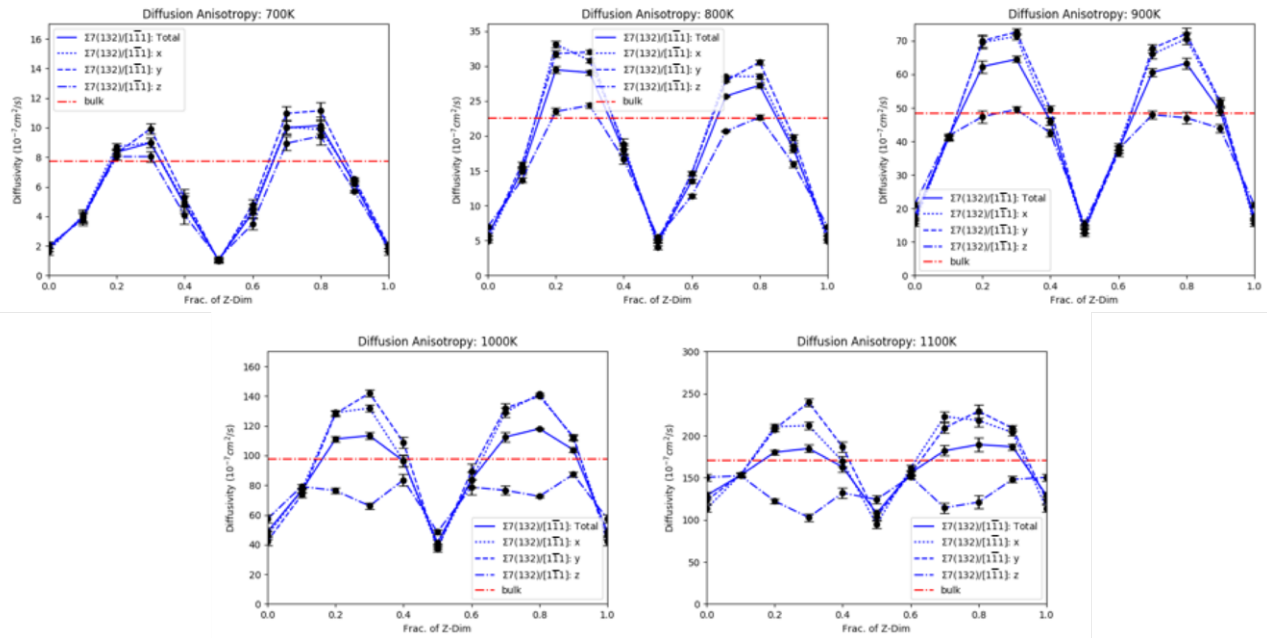 Diffusion Anisotropy: 700K
Diffusivity (10⁻⁷cm²/s)
16
14
12
10
8
6
4
2
0
Σ7(132)/[11̅1]: Total
Σ7(132)/[11̅1]: x
Σ7(132)/[11̅1]: y
Σ7(132)/[11̅1]: z
bulk
0.0 0.2 0.4 0.6 0.8 1.0
Frac. of Z-Dim
Diffusion Anisotropy: 800K
Diffusivity (10⁻⁷cm²/s)
35
30
25
20
15
10
5
0
Σ7(132)/[11̅1]: Total
Σ7(132)/[11̅1]: x
Σ7(132)/[11̅1]: y
Σ7(132)/[11̅1]: z
bulk
0.0 0.2 0.4 0.6 0.8 1.0
Frac. of Z-Dim
Diffusion Anisotropy: 900K
Diffusivity (10⁻⁷cm²/s)
70
60
50
40
30
20
10
0
Σ7(132)/[11̅1]: Total
Σ7(132)/[11̅1]: x
Σ7(132)/[11̅1]: y
Σ7(132)/[11̅1]: z
bulk
0.0 0.2 0.4 0.6 0.8 1.0
Frac. of Z-Dim
Diffusion Anisotropy: 1000K
Diffusivity (10⁻⁷cm²/s)
160
140
120
100
80
60
40
20
0
Σ7(132)/[11̅1]: Total
Σ7(132)/[11̅1]: x
Σ7(132)/[11̅1]: y
Σ7(132)/[11̅1]: z
bulk
0.0 0.2 0.4 0.6 0.8 1.0
Frac. of Z-Dim
Diffusion Anisotropy: 1100K
Diffusivity (10⁻⁷cm²/s)
300
250
200
150
100
50
0
Σ7(132)/[11̅1]: Total
Σ7(132)/[11̅1]: x
Σ7(132)/[11̅1]: y
Σ7(132)/[11̅1]: z
bulk
0.0 0.2 0.4 0.6 0.8 1.0
Frac. of Z-Dim